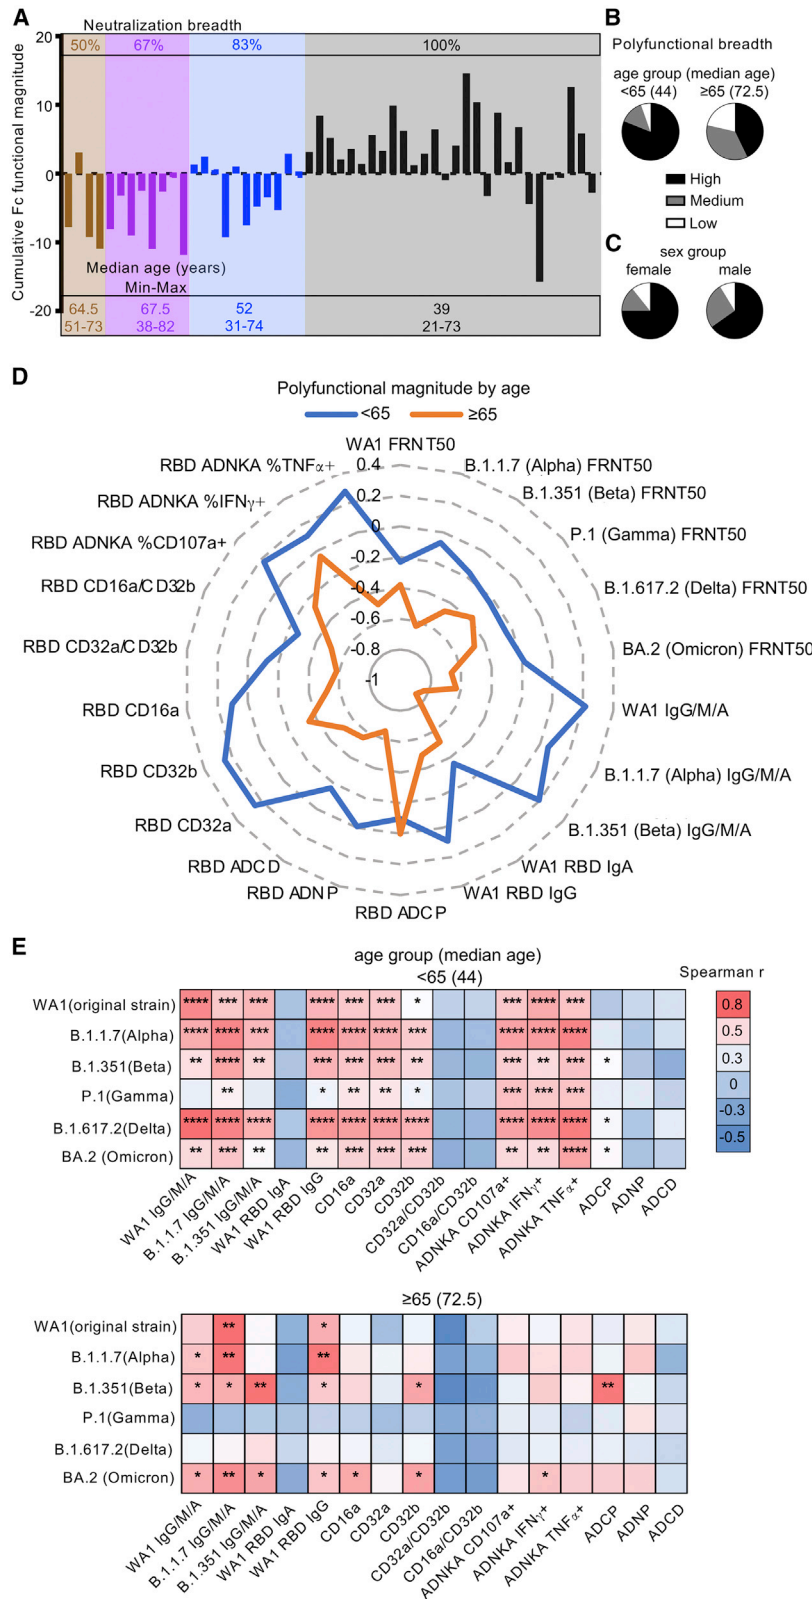 A
Neutralization breadth
50% 67% 83% 100%
Cumulative Fc functional magnitude
20
10
0
-10
-20
Median age (years)
Min-Max
64.5 67.5 52 39
51-73 38-82 31-74 21-73
B
Polyfunctional breadth
age group (median age)
<65 (44) ≥65 (72.5)
High
Medium
Low
C
sex group
female male
D
Polyfunctional magnitude by age
<65 ≥65
WA1 FRNT50
B.1.1.7 (Alpha) FRNT50
B.1.351 (Beta) FRNT50
P.1 (Gamma) FRNT50
B.1.617.2 (Delta) FRNT50
BA.2 (Omicron) FRNT50
WA1 IgG/M/A
B.1.1.7 (Alpha) IgG/M/A
B.1.351 (Beta) IgG/M/A
WA1 RBD IgA
WA1 RBD IgG
RBD ADCP
RBD ADNP
RBD ADCD
RBD CD32a
RBD CD32b
RBD CD16a
RBD CD32a/CD32b
RBD CD16a/CD32b
RBD ADNKA %CD107a+
RBD ADNKA %IFNγ+
RBD ADNKA %TNFα+
0.4
0.2
0
-0.2
-0.4
-0.6
-0.8
-1
E
age group (median age)
<65 (44)
Spearman r
0.8
0.5
0.3
0
-0.3
-0.5
WA1(original strain) **** *** *** **** *** *** * *** **** ***
B.1.1.7(Alpha) **** **** *** **** **** **** *** **** **** ****
B.1.351(Beta) ** **** ** *** *** *** ** *** ** *** *
P.1(Gamma) ** * ** ** * *** *** ***
B.1.617.2(Delta) **** **** **** **** **** **** **** **** **** **** *
BA.2 (Omicron) ** *** ** ** *** *** *** ** ** **** *
WA1 IgG/M/A
B.1.1.7 IgG/M/A
B.1.351 IgG/M/A
WA1 RBD IgA
WA1 RBD IgG
CD16a
CD32a
CD32b
CD32a/CD32b
CD16a/CD32b
ADNKA CD107a+
ADNKA IFNγ+
ADNKA TNFα+
ADCP
ADNP
ADCD
≥65 (72.5)
WA1(original strain) ** *
B.1.1.7(Alpha) * ** **
B.1.351(Beta) * * ** * * **
P.1(Gamma)
B.1.617.2(Delta)
BA.2 (Omicron) * ** * * * * *
WA1 IgG/M/A
B.1.1.7 IgG/M/A
B.1.351 IgG/M/A
WA1 RBD IgA
WA1 RBD IgG
CD16a
CD32a
CD32b
CD32a/CD32b
CD16a/CD32b
ADNKA CD107a+
ADNKA IFNγ+
ADNKA TNFα+
ADCP
ADNP
ADCD